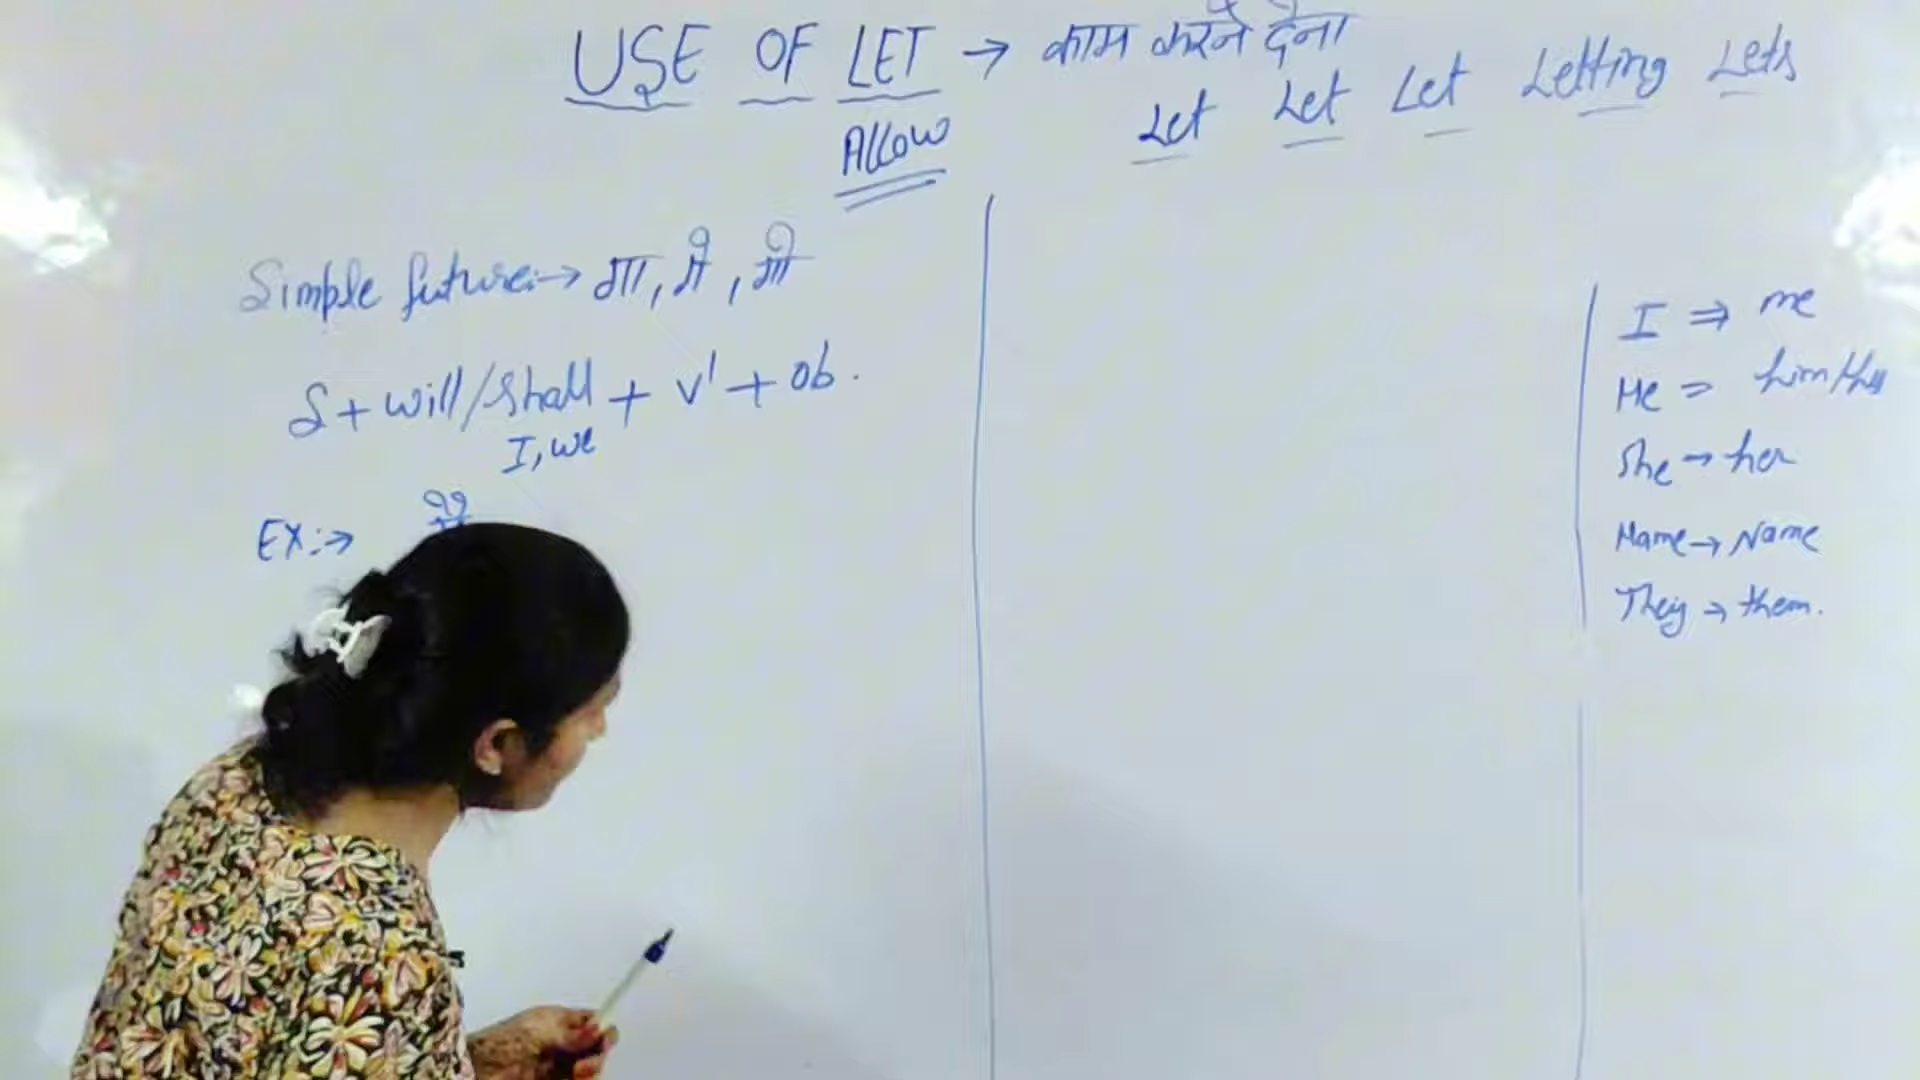 USE OF LET → काम करने देना
Allow
Let Let Let Letting Lets
Simple future:→ गा, गे, गी
S + will/shall + V' + ob.
I, we
EX:→
I ⇒ me
He = him/his
She → her
Name → Name
They → them.